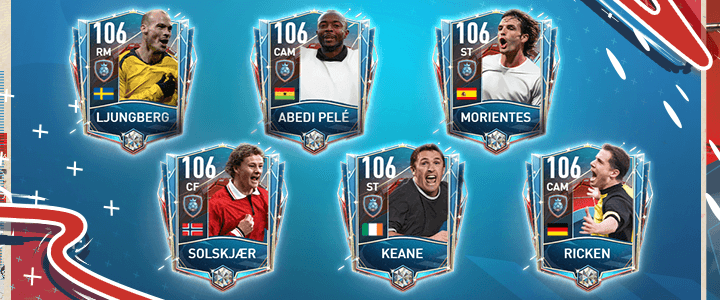 106
RM
LJUNGBERG
106
CAM
ABEDI PELÉ
106
ST
MORIENTES
106
CF
SOLSKJÆR
106
ST
KEANE
106
CAM
RICKEN